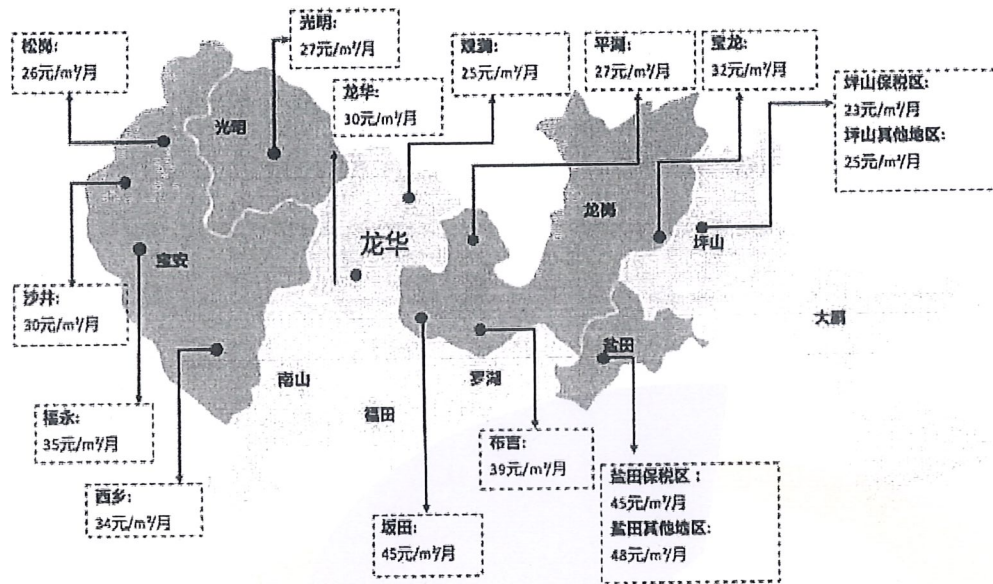 光明:
27元/m²/月
松岗:
26元/m²/月
观澜:
25元/m²/月
平湖:
27元/m²/月
宝龙:
32元/m²/月
龙华:
30元/m²/月
坪山保税区:
23元/m²/月
坪山其他地区:
25元/m²/月
光明
龙岗
龙华
坪山
宝安
沙井:
30元/m²/月
大鹏
盐田
南山
罗湖
福田
福永:
35元/m²/月
布吉:
39元/m²/月
盐田保税区：
45元/m²/月
盐田其他地区:
48元/m²/月
西乡:
34元/m²/月
坂田:
45元/m²/月